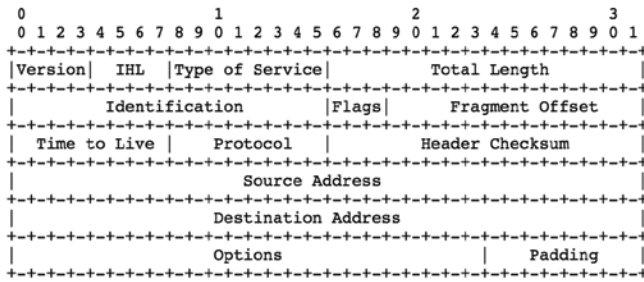 0                   1                   2                   3
0 1 2 3 4 5 6 7 8 9 0 1 2 3 4 5 6 7 8 9 0 1 2 3 4 5 6 7 8 9 0 1
+-+-+-+-+-+-+-+-+-+-+-+-+-+-+-+-+-+-+-+-+-+-+-+-+-+-+-+-+-+-+-+-+
|Version|  IHL  |Type of Service|          Total Length         |
+-+-+-+-+-+-+-+-+-+-+-+-+-+-+-+-+-+-+-+-+-+-+-+-+-+-+-+-+-+-+-+-+
|         Identification        |Flags|     Fragment Offset     |
+-+-+-+-+-+-+-+-+-+-+-+-+-+-+-+-+-+-+-+-+-+-+-+-+-+-+-+-+-+-+-+-+
|  Time to Live |    Protocol   |        Header Checksum        |
+-+-+-+-+-+-+-+-+-+-+-+-+-+-+-+-+-+-+-+-+-+-+-+-+-+-+-+-+-+-+-+-+
|                       Source Address                          |
+-+-+-+-+-+-+-+-+-+-+-+-+-+-+-+-+-+-+-+-+-+-+-+-+-+-+-+-+-+-+-+-+
|                    Destination Address                        |
+-+-+-+-+-+-+-+-+-+-+-+-+-+-+-+-+-+-+-+-+-+-+-+-+-+-+-+-+-+-+-+-+
|                    Options                    |    Padding    |
+-+-+-+-+-+-+-+-+-+-+-+-+-+-+-+-+-+-+-+-+-+-+-+-+-+-+-+-+-+-+-+-+